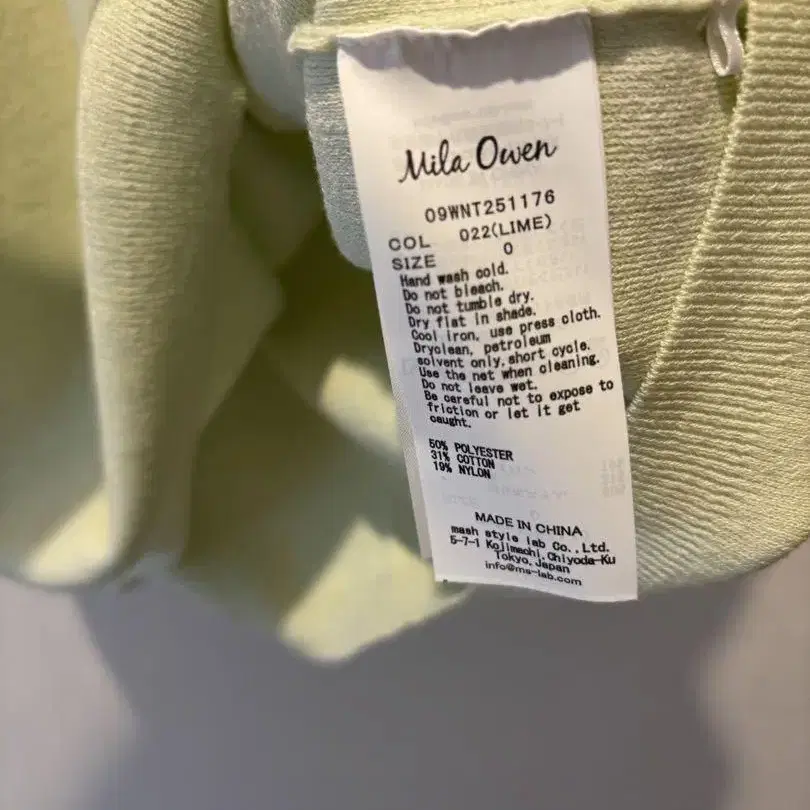 Mila Owen
09WNT251176
COL 022(LIME)
SIZE 0
Hand wash cold.
Do not bleach.
Do not tumble dry.
Dry flat in shade.
Cool iron, use press cloth.
Dryclean, petroleum
solvent only,short cycle.
Use the net when cleaning.
Do not leave wet.
Be careful not to expose to
friction or let it get
caught.
50% POLYESTER
31% COTTON
19% NYLON
MADE IN CHINA
mash style lab Co.,Ltd.
5-7-1 Kojimachi,Chiyoda-Ku
Tokyo,Japan
info@ms-lab.com